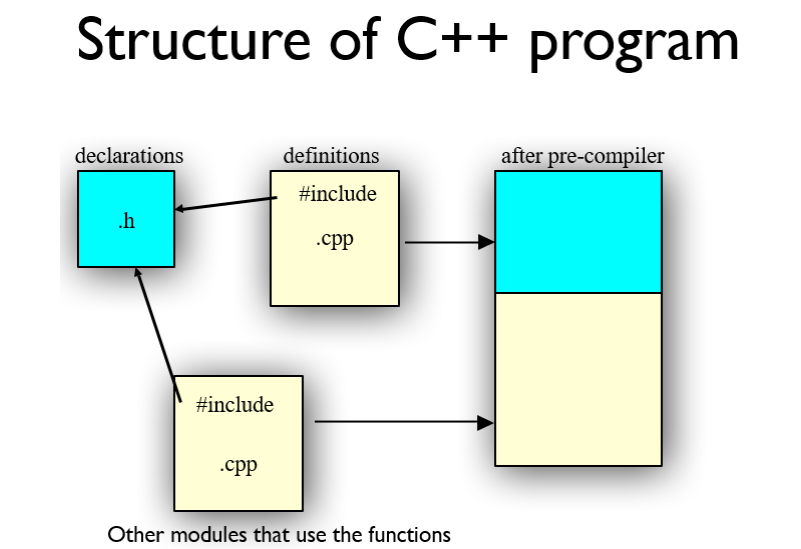 Structure of C++ program
declarations
definitions
after pre-compiler
.h
#include
.cpp
#include
.cpp
Other modules that use the functions